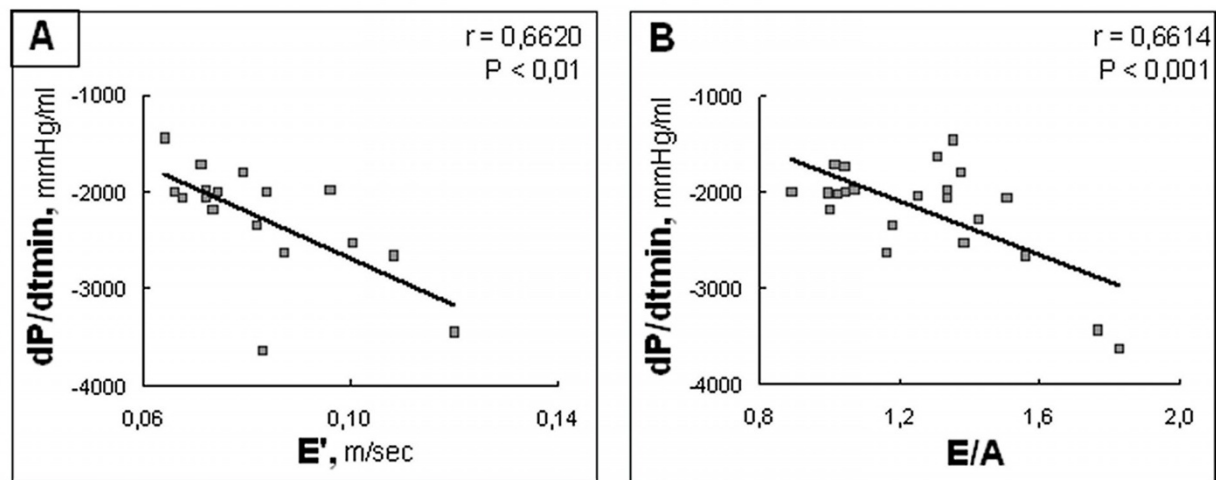 A
r = 0,6620
P < 0,01
-1000
-2000
-3000
-4000
dP/dtmin, mmHg/ml
0,06
0,10
0,14
E', m/sec
B
r = 0,6614
P < 0,001
-1000
-2000
-3000
-4000
dP/dtmin, mmHg/ml
0,8
1,2
1,6
2,0
E/A